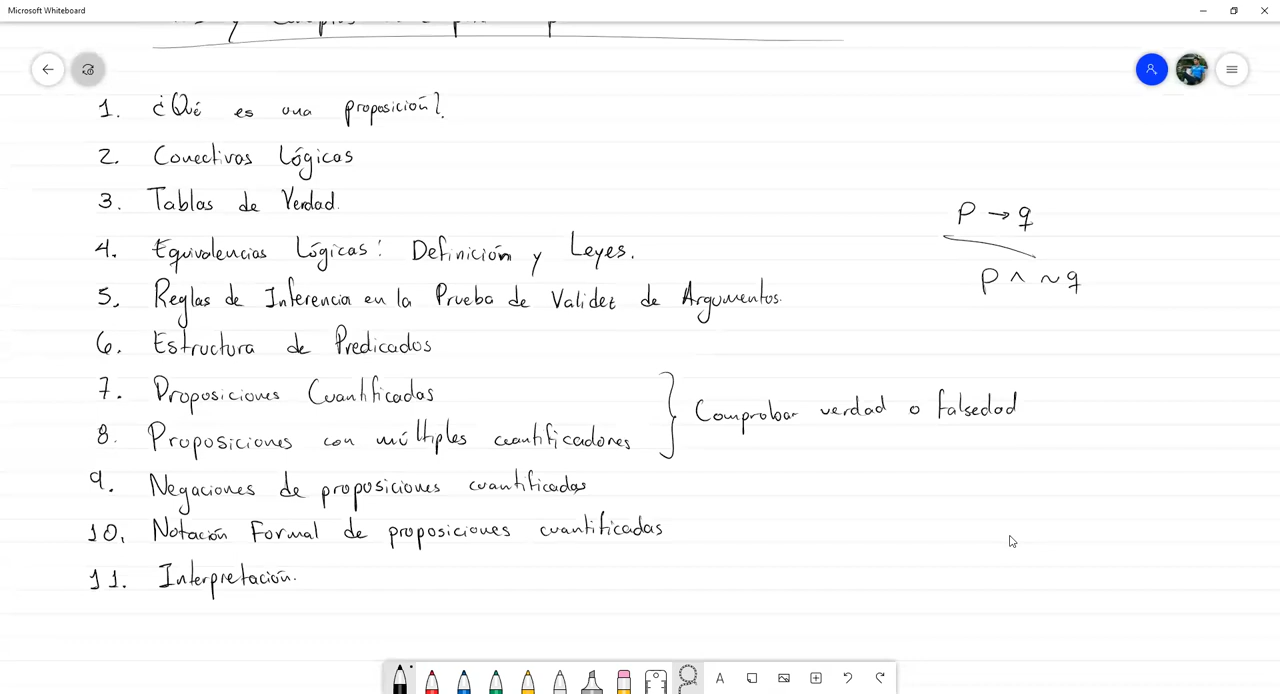 Microsoft Whiteboard
1. ¿Qué es una proposición?
2. Conectivas Lógicas
3. Tablas de Verdad.
4. Equivalencias Lógicas: Definición y Leyes.
5. Reglas de Inferencia en la Prueba de Validez de Argumentos.
6. Estructura de Predicados
7. Proposiciones Cuantificadas
8. Proposiciones con múltiples cuantificadores
Comprobar verdad o falsedad
9. Negaciones de proposiciones cuantificadas
10. Notación Formal de proposiciones cuantificadas
11. Interpretación.
P → q
P ∧ ~q
A